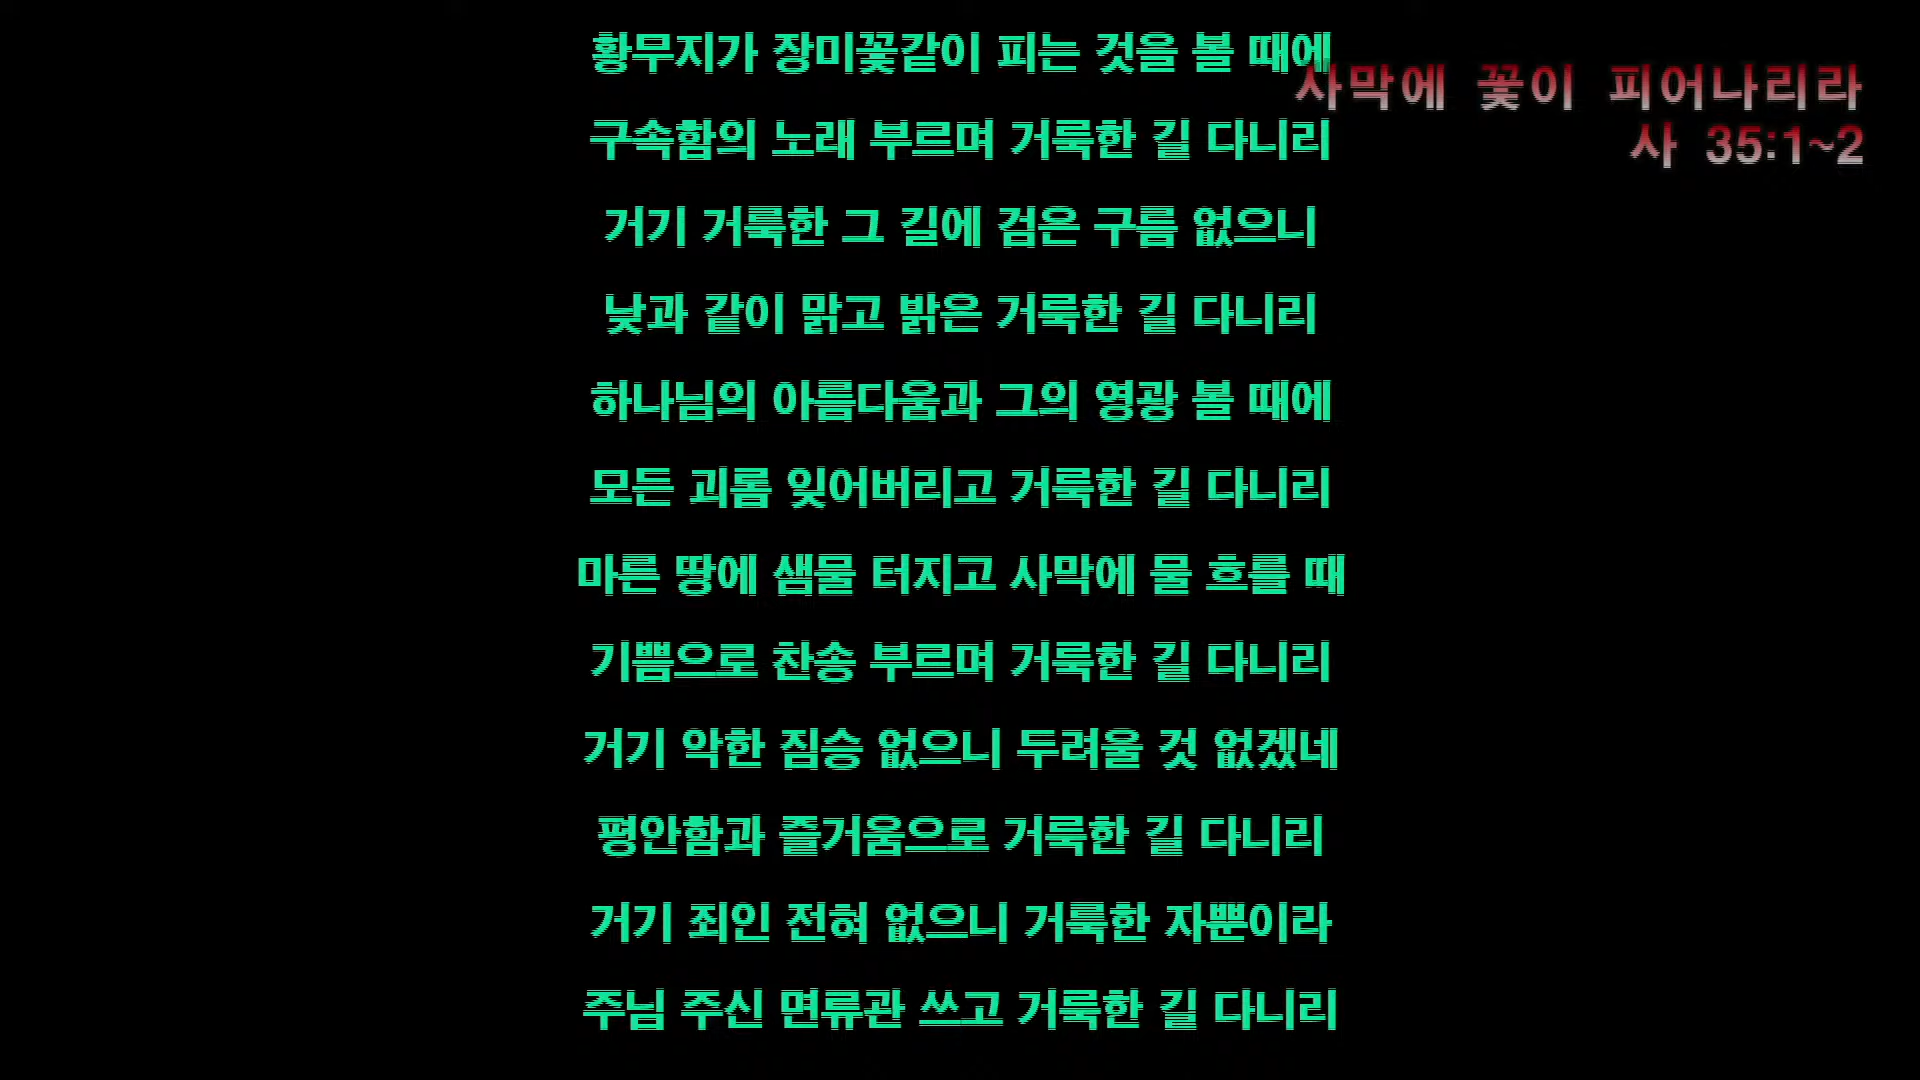 황무지가 장미꽃같이 피는 것을 볼 때에
사막에 꽃이 피어나리라
사 35:1~2
구속함의 노래 부르며 거룩한 길 다니리
거기 거룩한 그 길에 검은 구름 없으니
낮과 같이 맑고 밝은 거룩한 길 다니리
하나님의 아름다움과 그의 영광 볼 때에
모든 괴롬 잊어버리고 거룩한 길 다니리
마른 땅에 샘물 터지고 사막에 물 흐를 때
기쁨으로 찬송 부르며 거룩한 길 다니리
거기 악한 짐승 없으니 두려울 것 없겠네
평안함과 즐거움으로 거룩한 길 다니리
거기 죄인 전혀 없으니 거룩한 자뿐이라
주님 주신 면류관 쓰고 거룩한 길 다니리